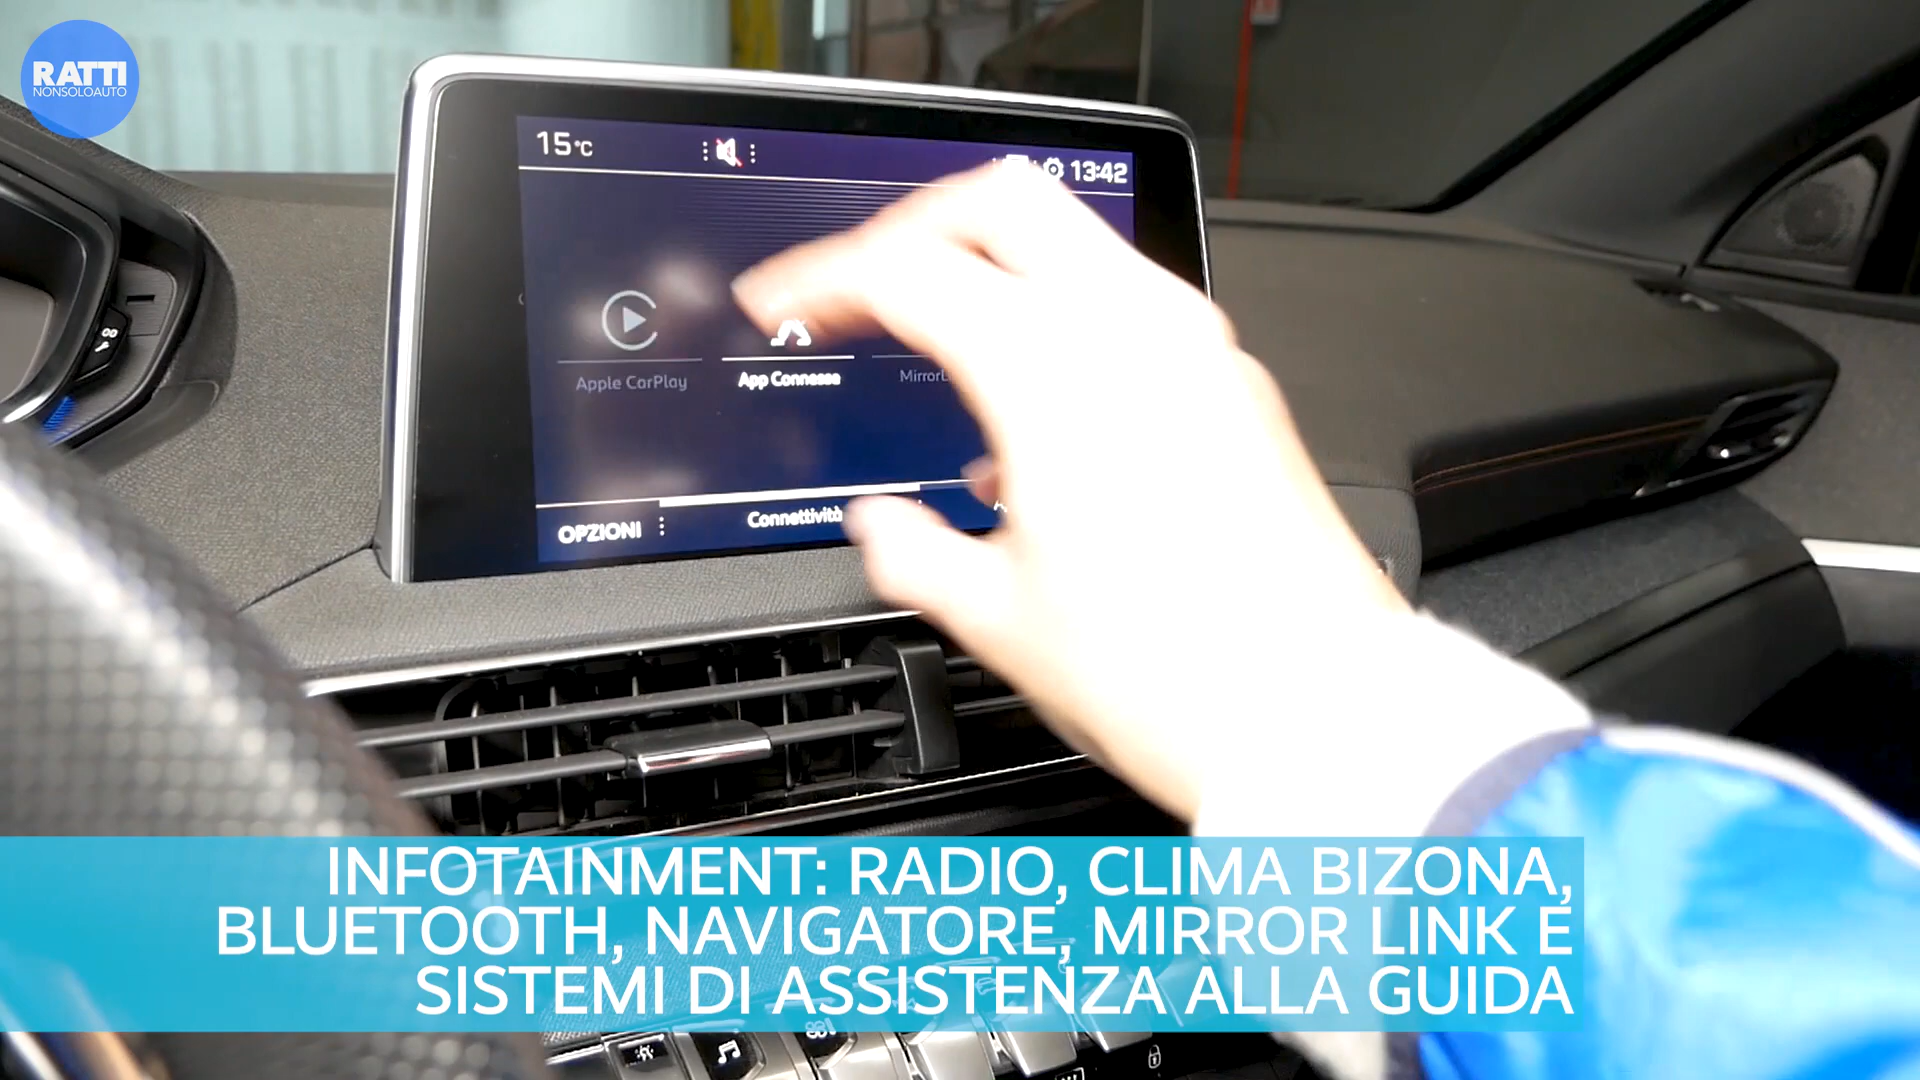 RATTI
NONSOLOAUTO
15°C
13:42
Apple CarPlay
App Connesse
OPZIONI
Connettività
INFOTAINMENT: RADIO, CLIMA BIZONA,
BLUETOOTH, NAVIGATORE, MIRROR LINK E
SISTEMI DI ASSISTENZA ALLA GUIDA